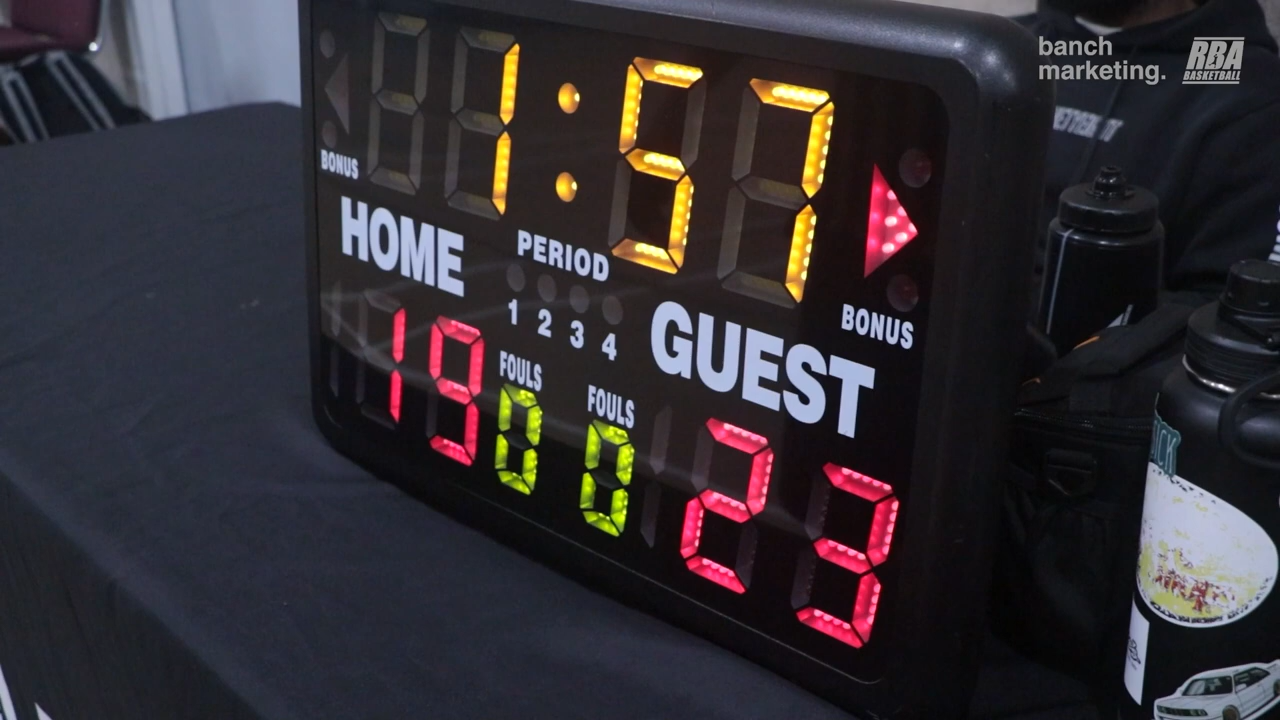 banch
marketing.
RBA
BASKETBALL
1:57
BONUS
HOME
PERIOD
1 2 3 4
GUEST
BONUS
FOULS
FOULS
19
0
0
23